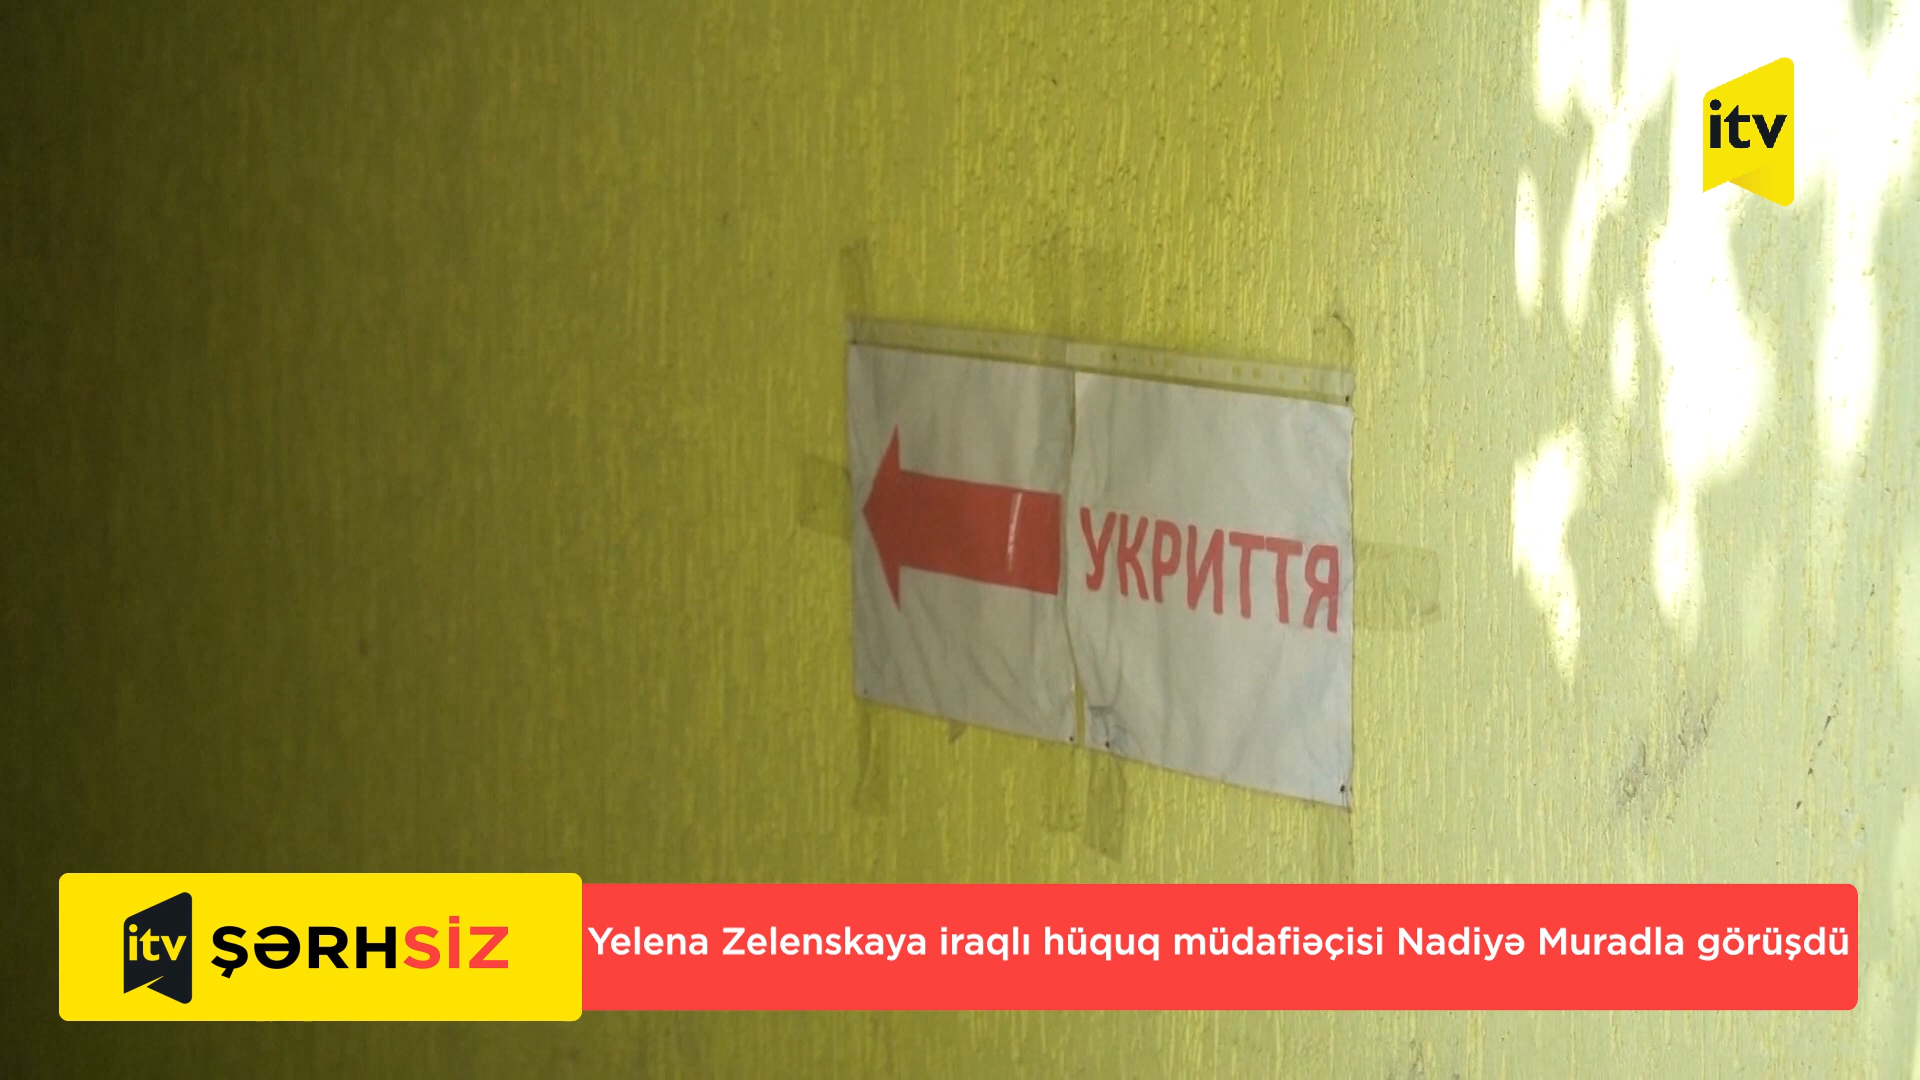 itv
УКРИТТЯ
itv ŞƏRHSİZ
Yelena Zelenskaya iraqlı hüquq müdafiəçisi Nadiyə Muradla görüşdü